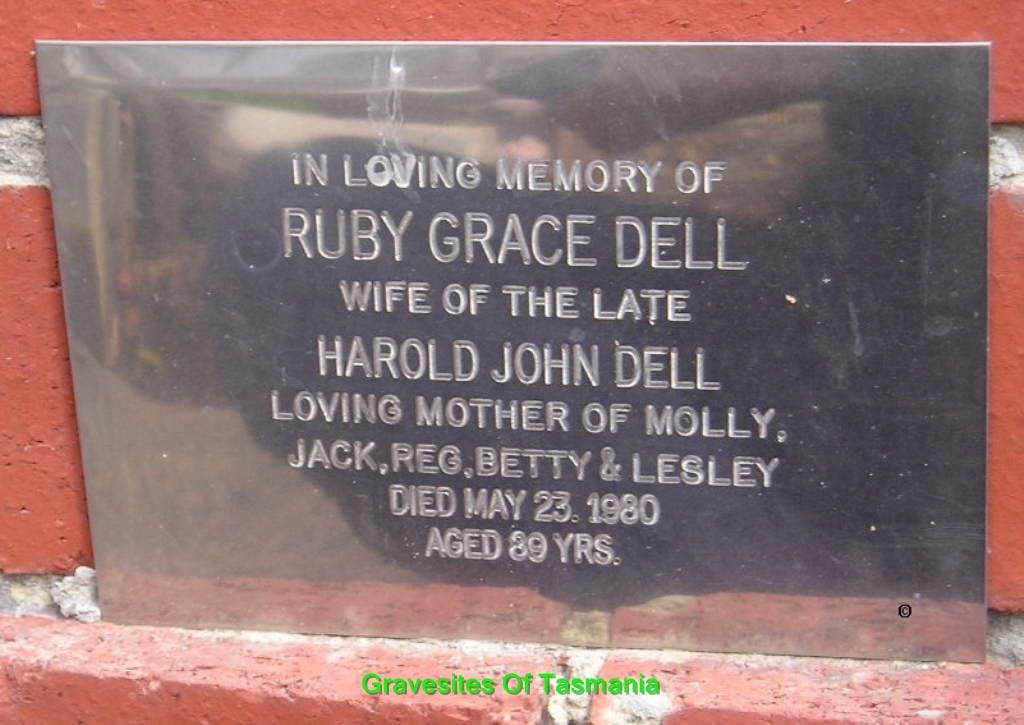 IN LOVING MEMORY OF
RUBY GRACE DELL
WIFE OF THE LATE
HAROLD JOHN DELL
LOVING MOTHER OF MOLLY,
JACK, REG, BETTY & LESLEY
DIED MAY 23. 1980
AGED 89 YRS.
©
Gravesites Of Tasmania